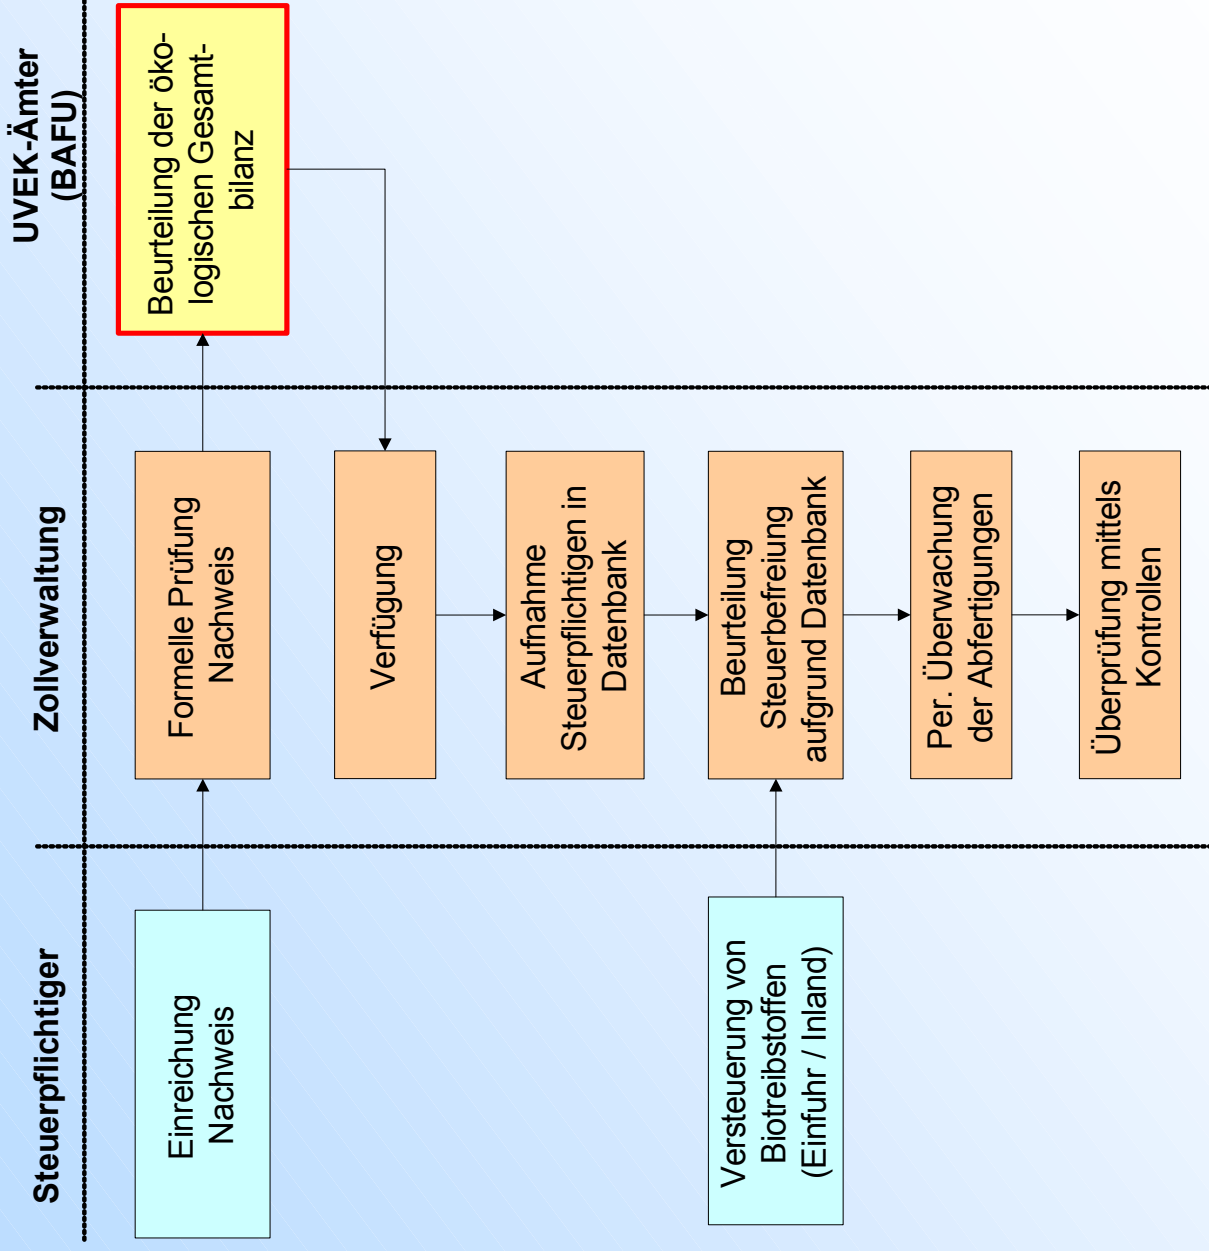 Steuerpflichtiger
Zollverwaltung
UVEK-Ämter
(BAFU)
Einreichung
Nachweis
Formelle Prüfung
Nachweis
Beurteilung der öko-
logischen Gesamt-
bilanz
Verfügung
Aufnahme
Steuerpflichtigen in
Datenbank
Versteuerung von
Biotreibstoffen
(Einfuhr / Inland)
Beurteilung
Steuerbefreiung
aufgrund Datenbank
Per. Überwachung
der Abfertigungen
Überprüfung mittels
Kontrollen